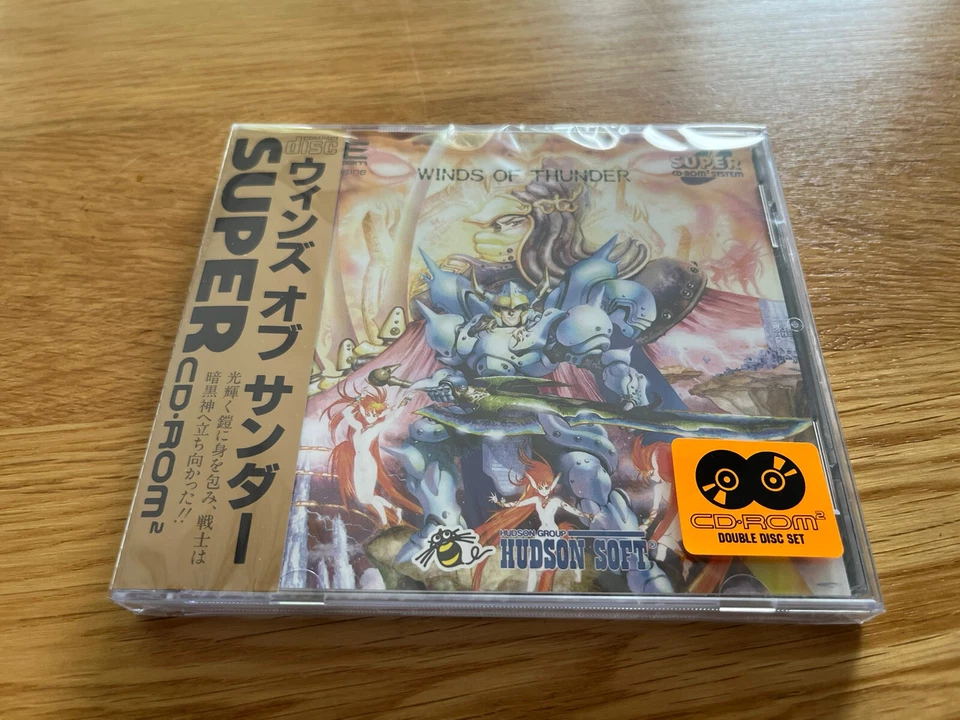 disc
SUPER
CD-ROM²
ウィンズ オブ サンダー
光輝く鎧に身を包み、戦士は
暗黒神へ立ち向かった!!
WINDS OF THUNDER
SUPER
CD-ROM² SYSTEM
HUDSON GROUP
HUDSON SOFT®
CD-ROM²
DOUBLE DISC SET